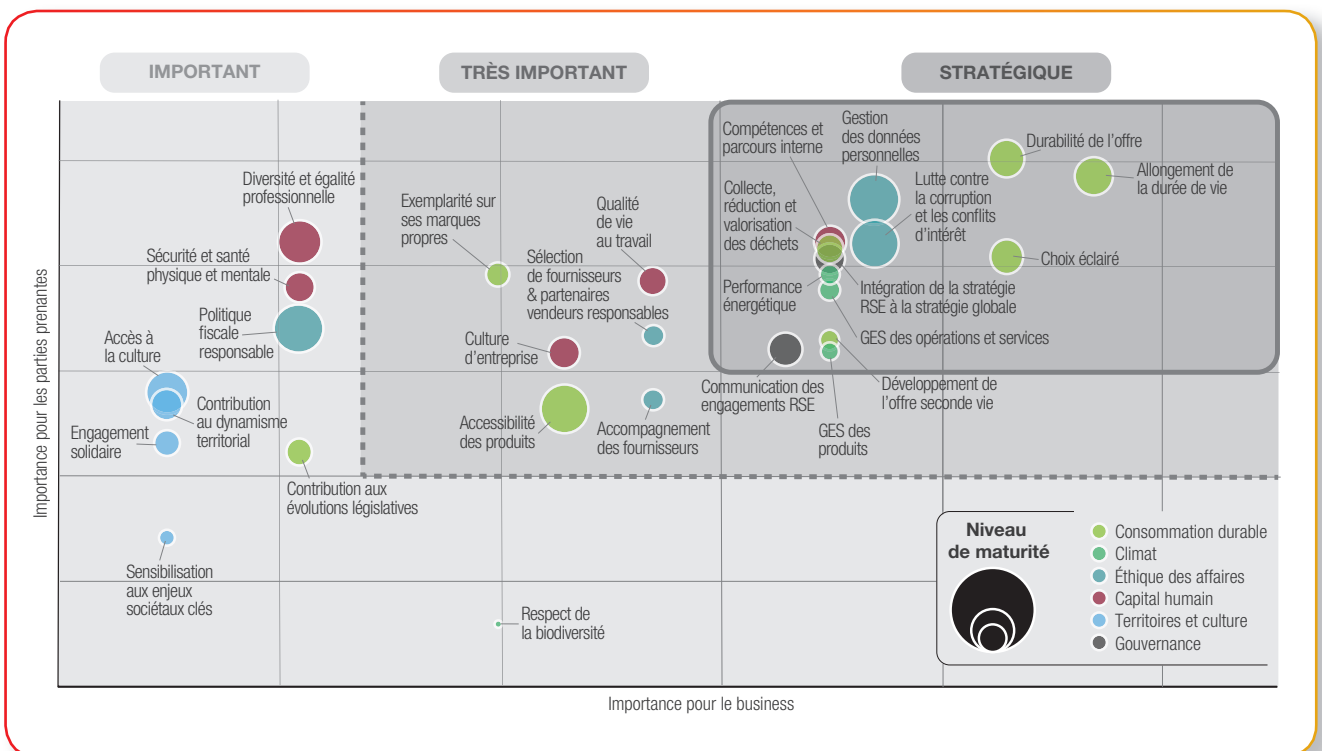 IMPORTANT
TRÈS IMPORTANT
STRATÉGIQUE
Importance pour les parties prenantes
Diversité et égalité
professionnelle
Sécurité et santé
physique et mentale
Politique
fiscale
responsable
Accès à
la culture
Contribution
au dynamisme
territorial
Engagement
solidaire
Contribution aux
évolutions législatives
Sensibilisation
aux enjeux
sociétaux clés
Exemplarité sur
ses marques
propres
Qualité
de vie
au travail
Sélection
de fournisseurs
& partenaires
vendeurs responsables
Culture
d'entreprise
Accessibilité
des produits
Accompagnement
des fournisseurs
Respect de
la biodiversité
Compétences et
parcours interne
Gestion
des données
personnelles
Durabilité de l'offre
Allongement de
la durée de vie
Collecte,
réduction et
valorisation
des déchets
Lutte contre
la corruption
et les conflits
d'intérêt
Choix éclairé
Performance
énergétique
Intégration de la stratégie
RSE à la stratégie globale
GES des opérations et services
Communication des
engagements RSE
Développement de
l'offre seconde vie
GES des
produits
Niveau
de maturité
Consommation durable
Climat
Éthique des affaires
Capital humain
Territoires et culture
Gouvernance
Importance pour le business